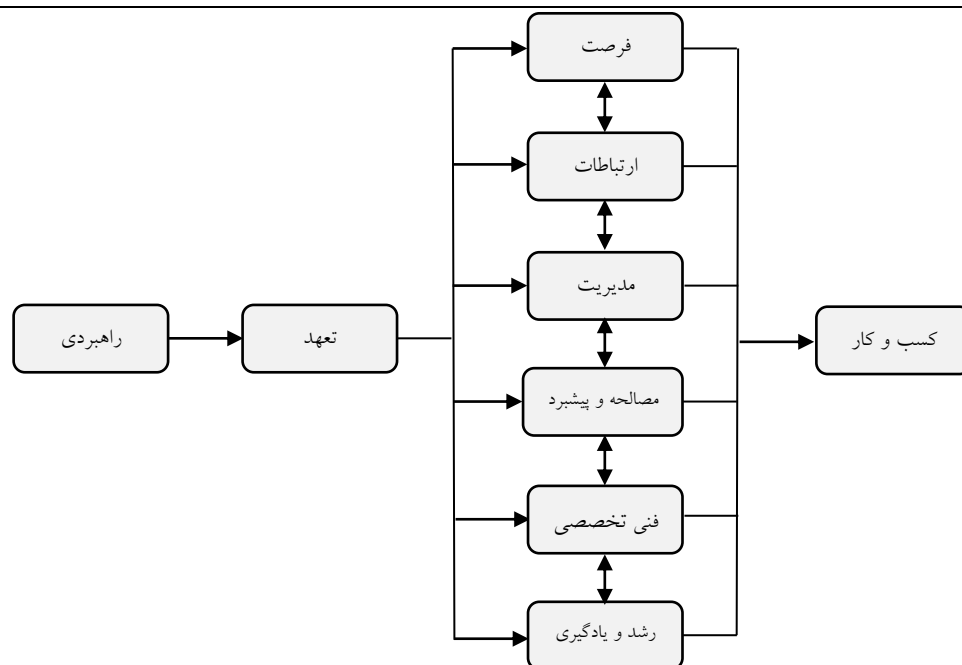 فرصت
ارتباطات
مدیریت
راهبردی
تعهد
کسب و کار
مصالحه و پیشبرد
فنی تخصصی
رشد و یادگیری